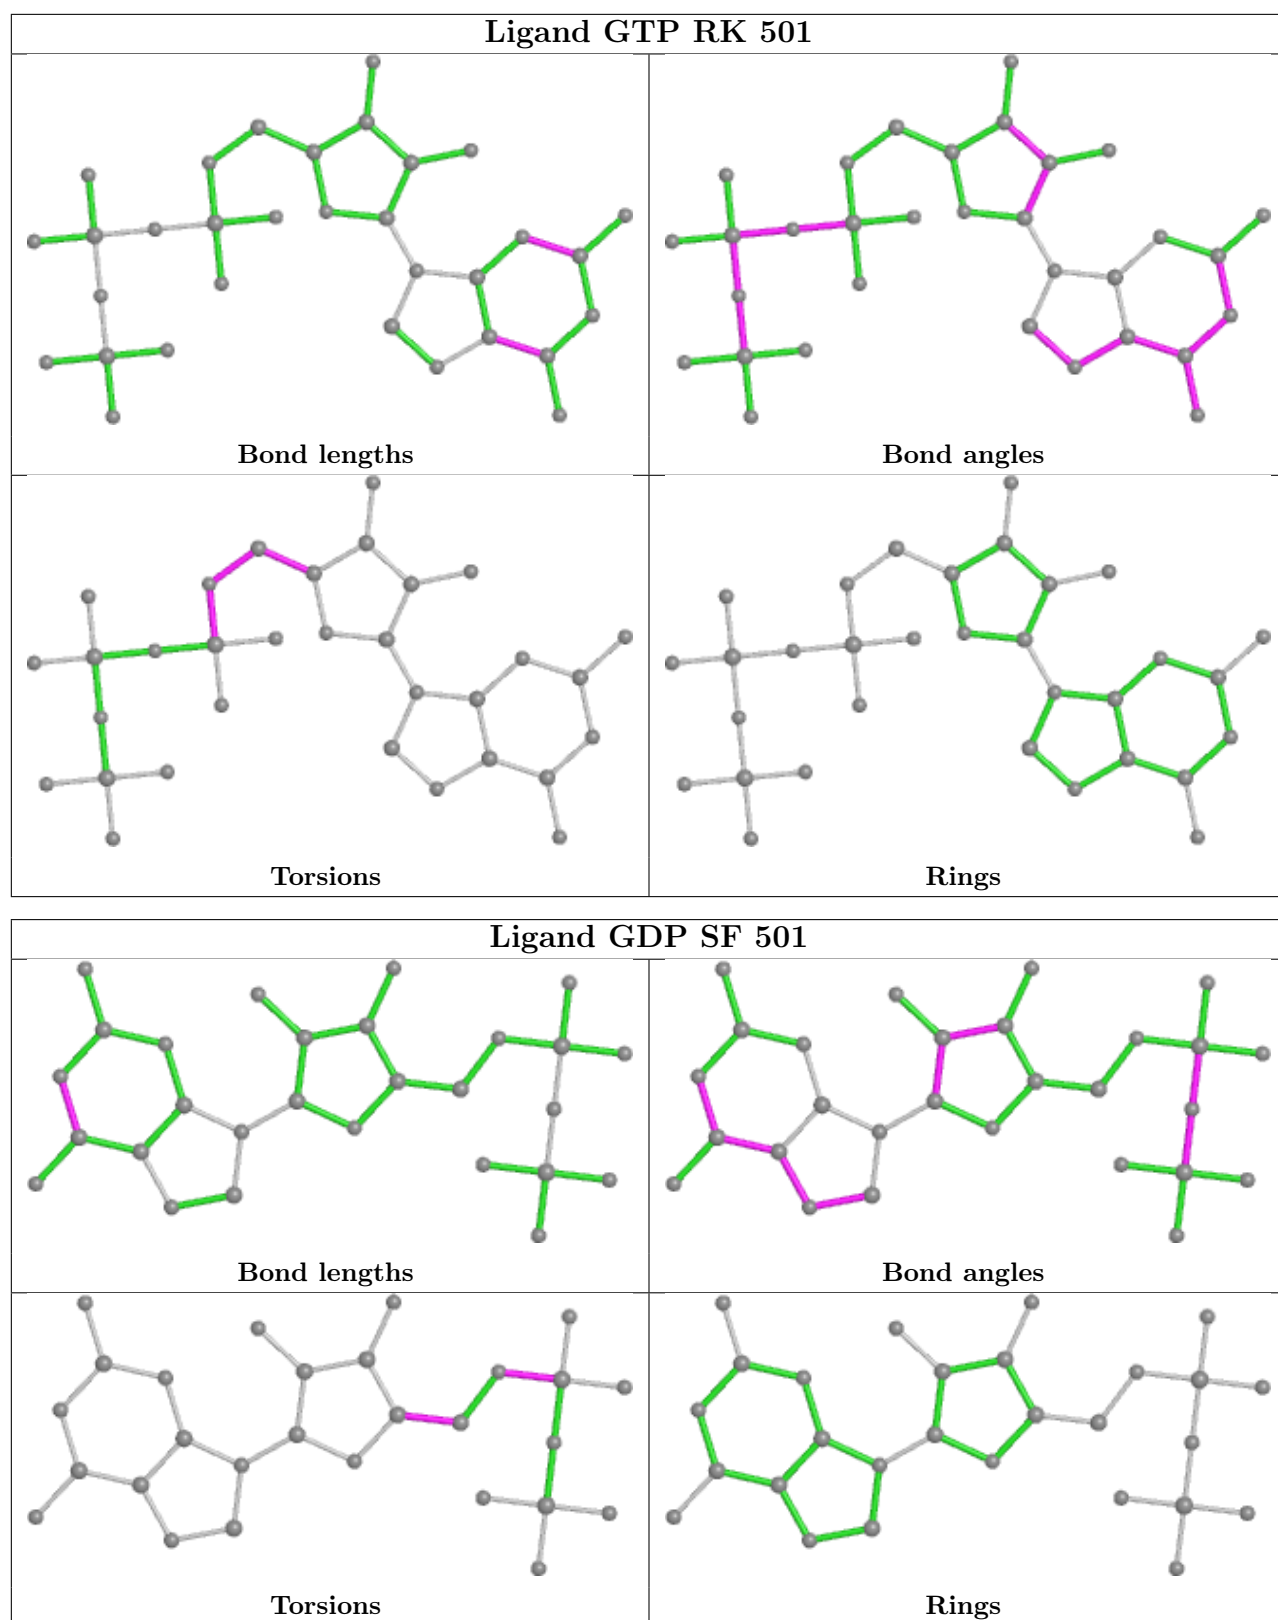 Ligand GTP RK 501
Bond lengths
Bond angles
Torsions
Rings
Ligand GDP SF 501
Bond lengths
Bond angles
Torsions
Rings